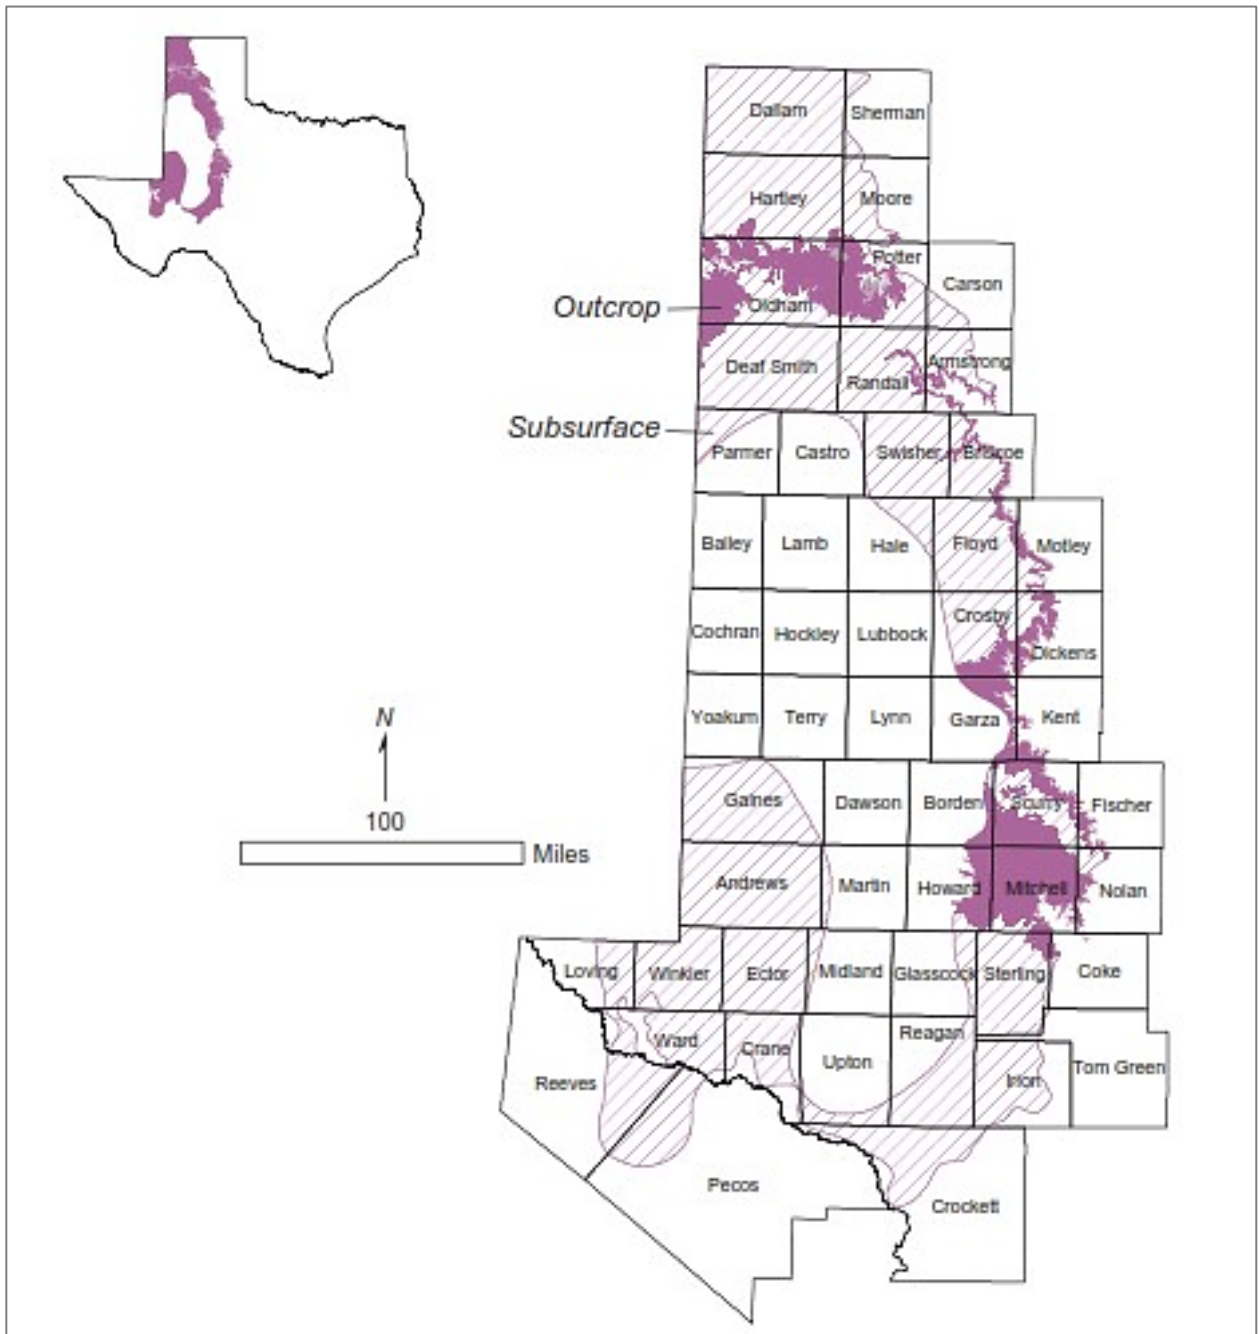 Dallam
Sherman
Hartley
Moore
Potter
Carson
Outcrop
Oldham
Deaf Smith
Randall
Armstrong
Subsurface
Parmer
Castro
Swisher
Briscoe
Bailey
Lamb
Hale
Floyd
Motley
Cochran
Hockley
Lubbock
Crosby
Dickens
N
Yoakum
Terry
Lynn
Garza
Kent
100
Miles
Gaines
Dawson
Borden
Scurry
Fischer
Andrews
Martin
Howard
Mitchell
Nolan
Loving
Winkler
Ector
Midland
Glasscock
Sterling
Coke
Reeves
Ward
Crane
Upton
Reagan
Irion
Tom Green
Pecos
Crockett